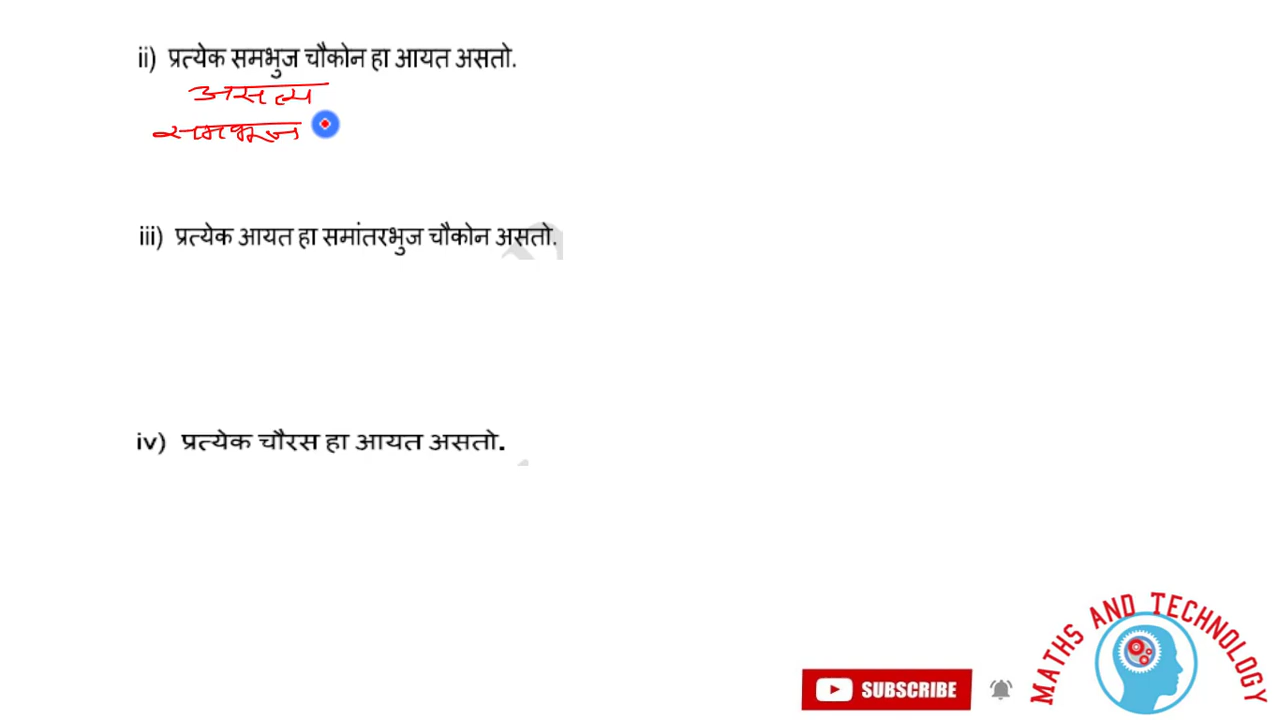 ii) प्रत्येक समभुज चौकोन हा आयत असतो.
असत्य
समभुज
iii) प्रत्येक आयत हा समांतरभुज चौकोन असतो.
iv) प्रत्येक चौरस हा आयत असतो.
SUBSCRIBE
MATHS AND TECHNOLOGY